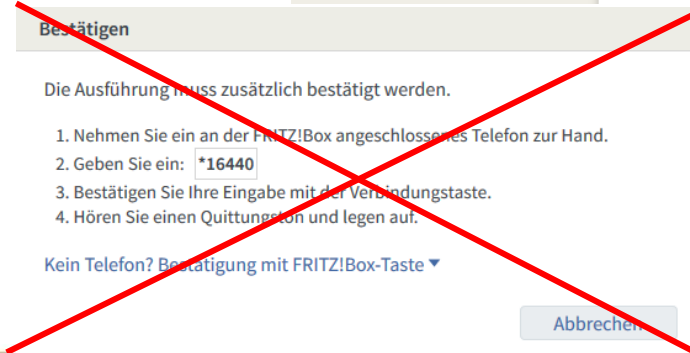 Bestätigen
Die Ausführung muss zusätzlich bestätigt werden.
1. Nehmen Sie ein an der FRITZ!Box angeschlossenes Telefon zur Hand.
2. Geben Sie ein: *16440
3. Bestätigen Sie Ihre Eingabe mit der Verbindungstaste.
4. Hören Sie einen Quittungston und legen auf.
Kein Telefon? Bestätigung mit FRITZ!Box-Taste
Abbrechen